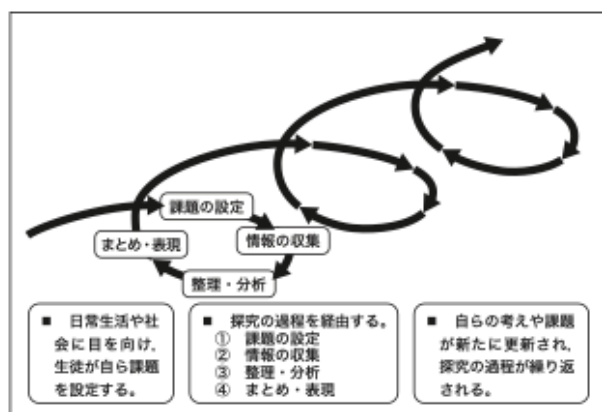 課題の設定
まとめ・表現
情報の収集
整理・分析
■ 日常生活や社
会に目を向け，
生徒が自ら課題
を設定する。
■ 探究の過程を経由する。
① 課題の設定
② 情報の収集
③ 整理・分析
④ まとめ・表現
■ 自らの考えや課題
が新たに更新され，
探究の過程が繰り返
される。